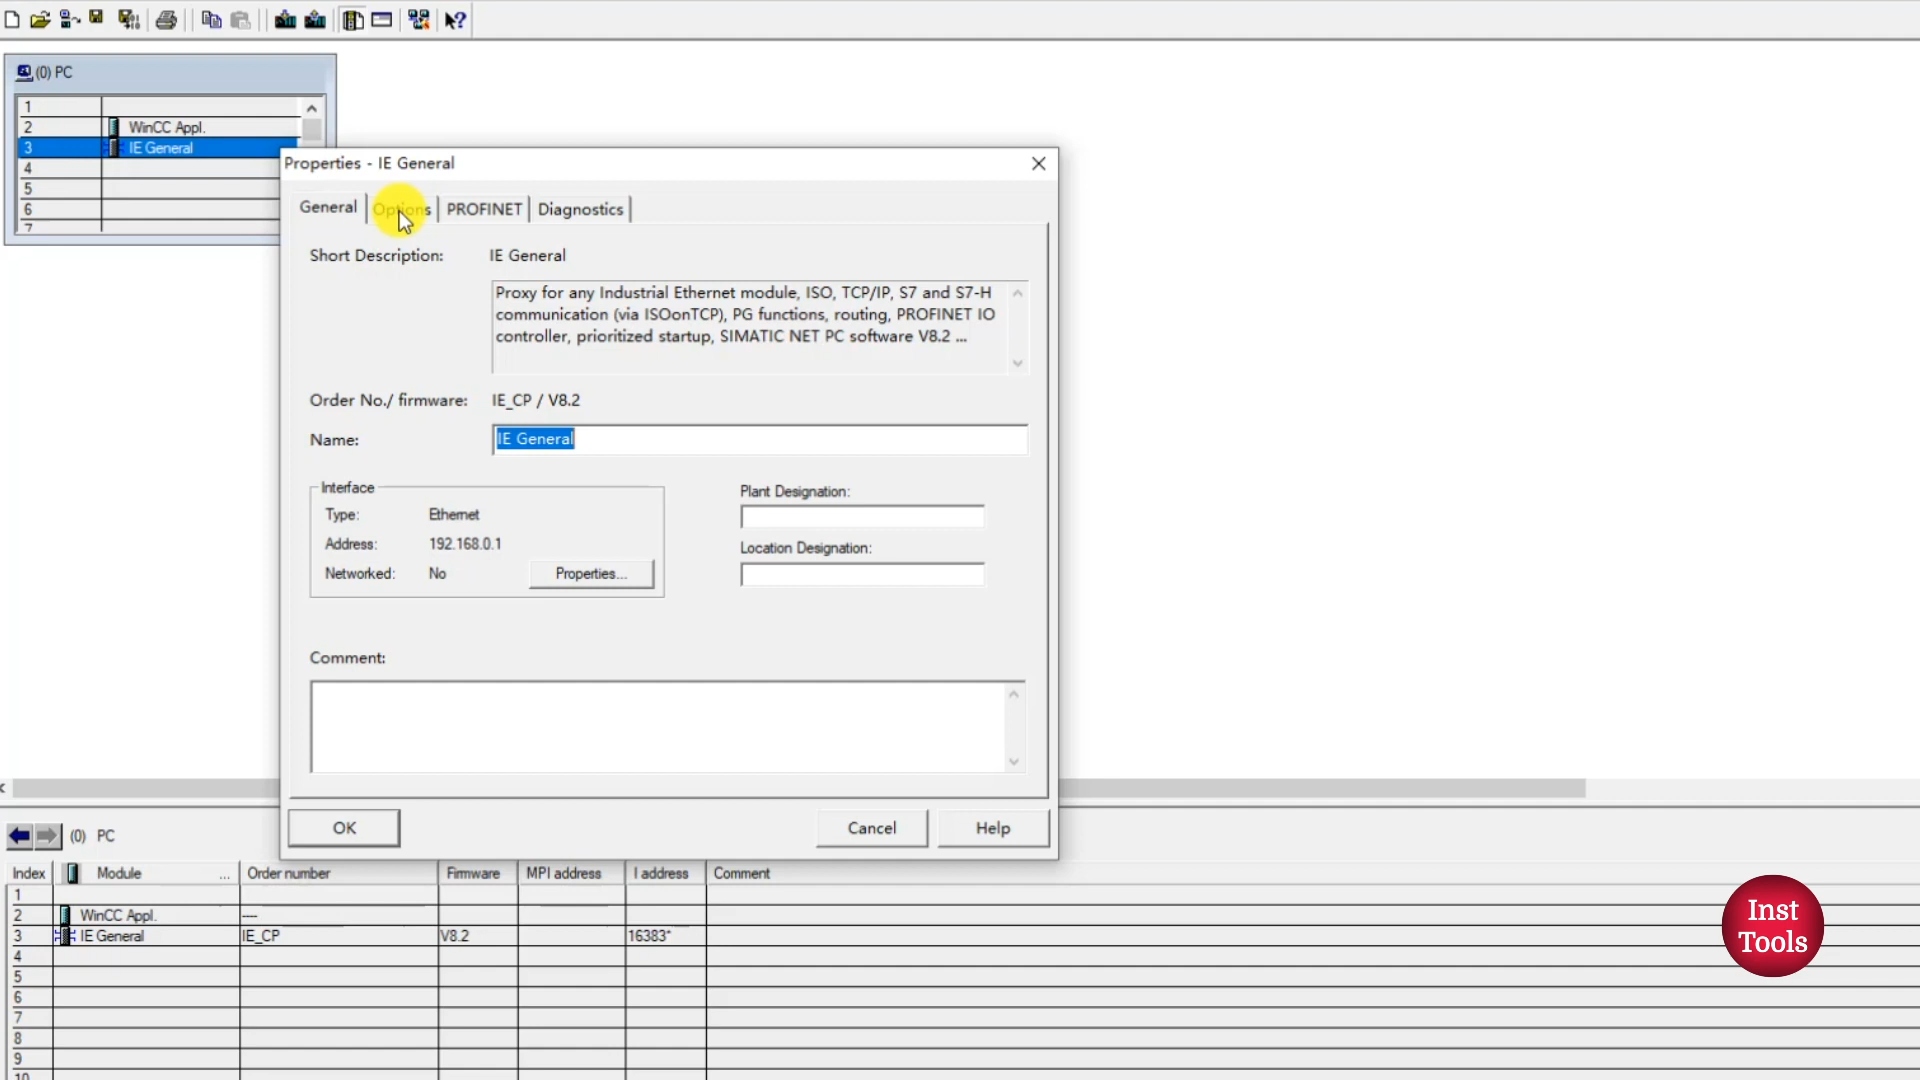 (0) PC
1
2 WinCC Appl.
3 IE General
4
5
6
7
Properties - IE General
General Options PROFINET Diagnostics
Short Description: IE General
Proxy for any Industrial Ethernet module, ISO, TCP/IP, S7 and S7-H
communication (via ISOonTCP), PG functions, routing, PROFINET IO
controller, prioritized startup, SIMATIC NET PC software V8.2 ...
Order No./ firmware: IE_CP / V8.2
Name: IE General
Interface
Type: Ethernet
Address: 192.168.0.1
Networked: No Properties...
Plant Designation:
Location Designation:
Comment:
OK Cancel Help
(0) PC
Index Module ... Order number Firmware MPI address I address Comment
1
2 WinCC Appl. ----
3 IE General IE_CP V8.2 16383*
4
5
6
7
8
9
10
Inst
Tools